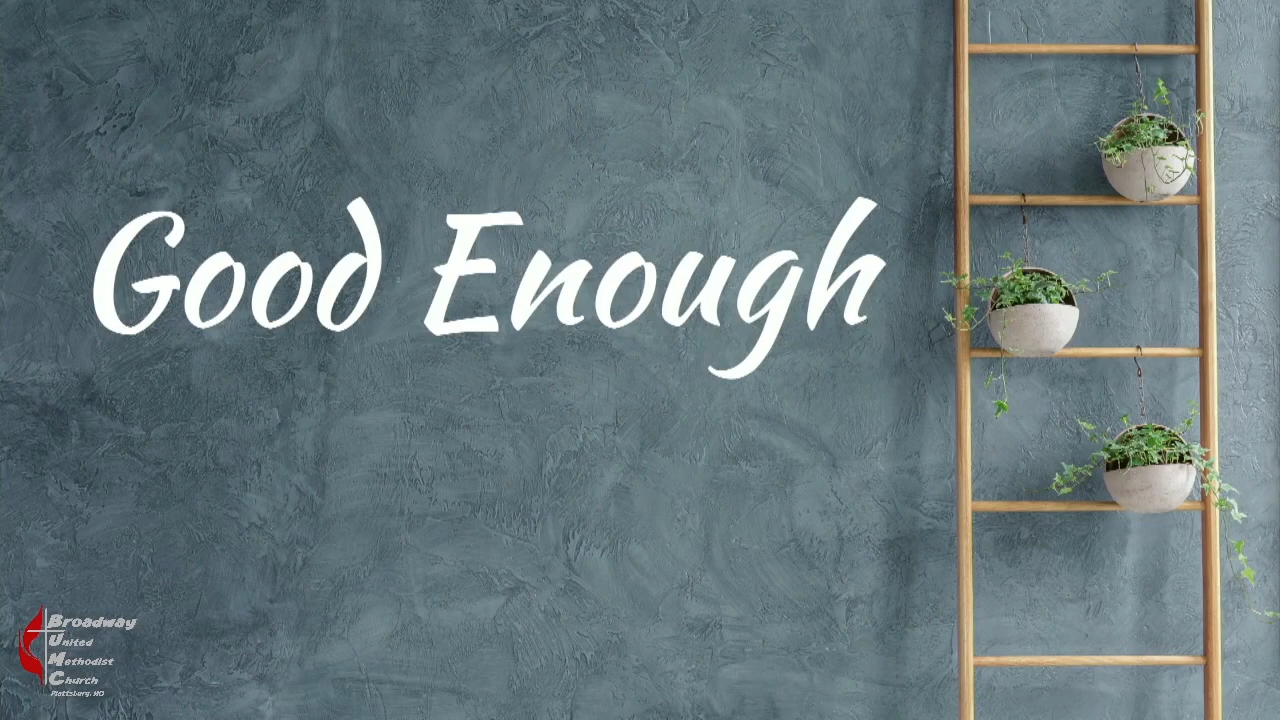 Good Enough
Broadway
United
Methodist
Church
Plattsburg, MO